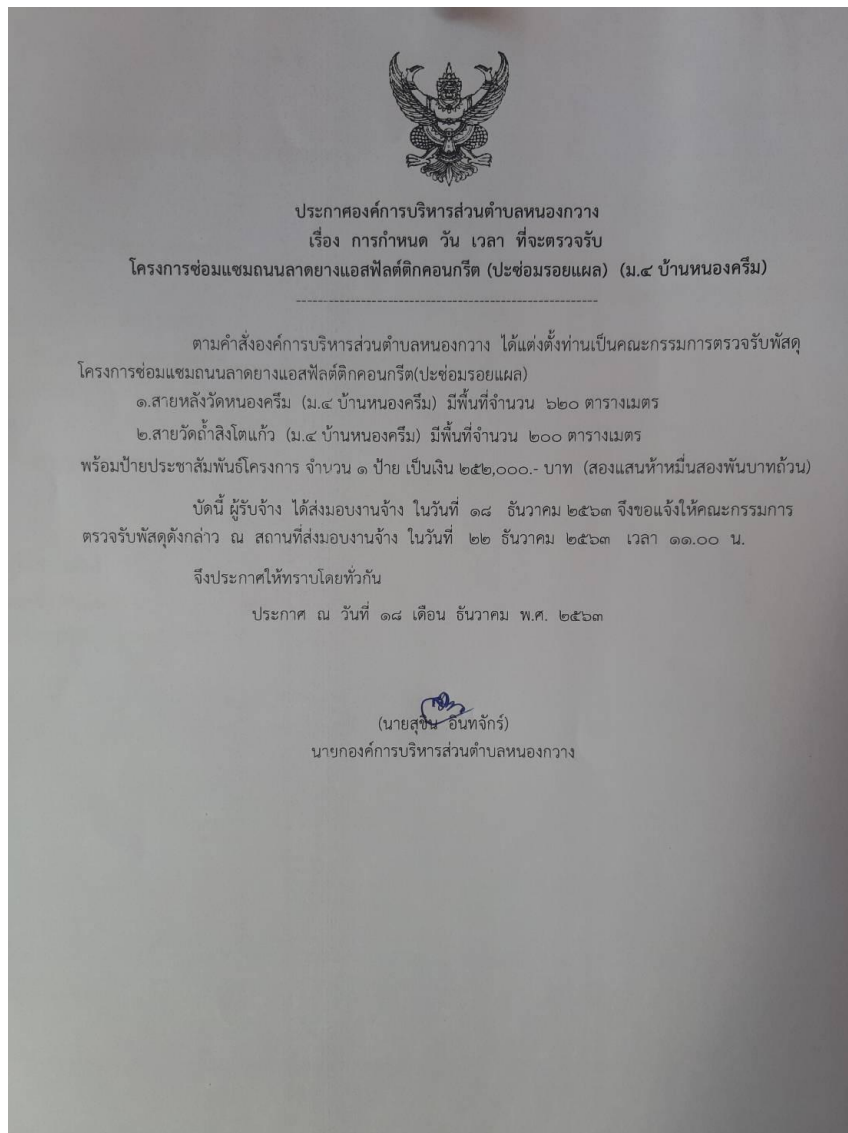 ประกาศองค์การบริหารส่วนตำบลหนองกวาง
เรื่อง การกำหนด วัน เวลา ที่จะตรวจรับ
โครงการซ่อมแซมถนนลาดยางแอสฟัลต์ติกคอนกรีต (ปะซ่อมรอยแผล) (ม.๔ บ้านหนองครึม)
ตามคำสั่งองค์การบริหารส่วนตำบลหนองกวาง ได้แต่งตั้งท่านเป็นคณะกรรมการตรวจรับพัสดุ
โครงการซ่อมแซมถนนลาดยางแอสฟัลต์ติกคอนกรีต(ปะซ่อมรอยแผล)
๑.สายหลังวัดหนองครึม (ม.๔ บ้านหนองครึม) มีพื้นที่จำนวน ๖๒๐ ตารางเมตร
๒.สายวัดถ้ำสิงโตแก้ว (ม.๔ บ้านหนองครึม) มีพื้นที่จำนวน ๒๐๐ ตารางเมตร
พร้อมป้ายประชาสัมพันธ์โครงการ จำนวน ๑ ป้าย เป็นเงิน ๒๕๒,๐๐๐.- บาท (สองแสนห้าหมื่นสองพันบาทถ้วน)
บัดนี้ ผู้รับจ้าง ได้ส่งมอบงานจ้าง ในวันที่ ๑๘ ธันวาคม ๒๕๖๓ จึงขอแจ้งให้คณะกรรมการ
ตรวจรับพัสดุดังกล่าว ณ สถานที่ส่งมอบงานจ้าง ในวันที่ ๒๒ ธันวาคม ๒๕๖๓ เวลา ๑๑.๐๐ น.
จึงประกาศให้ทราบโดยทั่วกัน
ประกาศ ณ วันที่ ๑๘ เดือน ธันวาคม พ.ศ. ๒๕๖๓
(นายสุชิน อินทจักร์)
นายกองค์การบริหารส่วนตำบลหนองกวาง